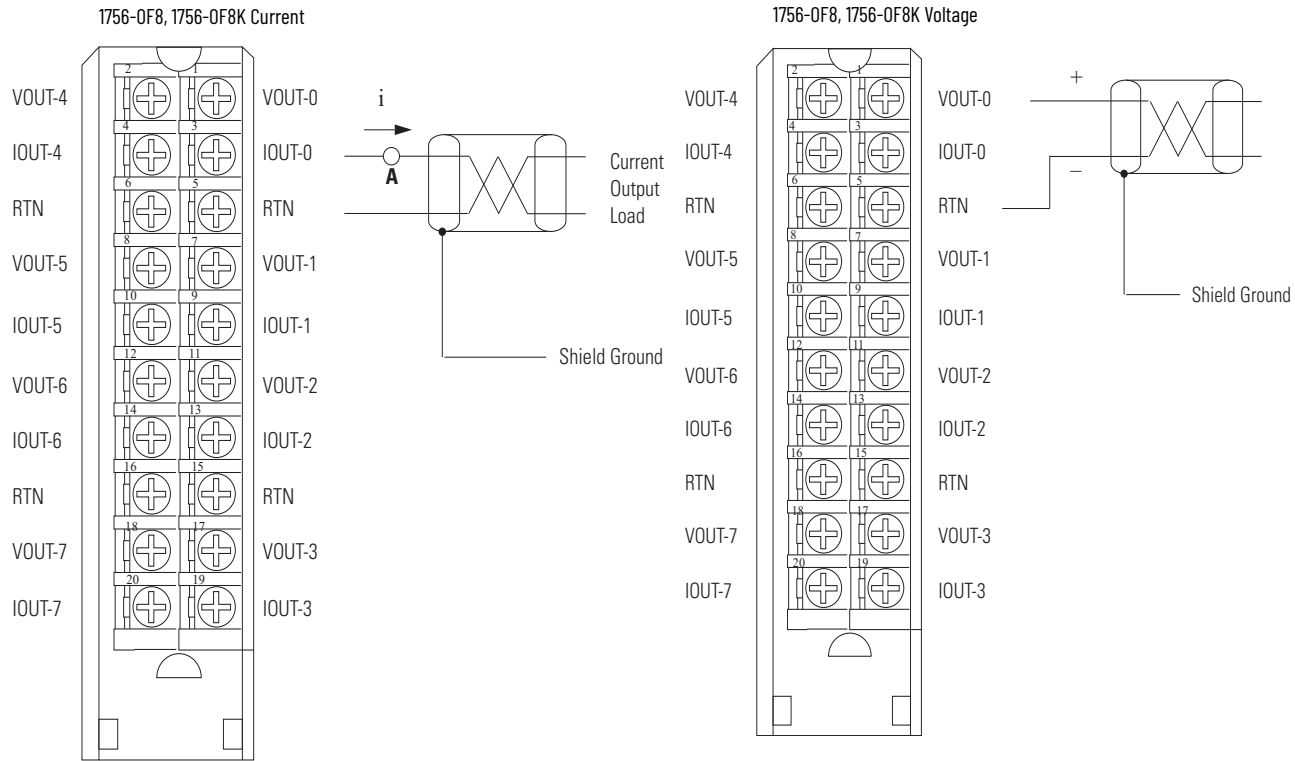 1756-OF8, 1756-OF8K Current
2 1
VOUT-4 VOUT-0
i
4 3
IOUT-4 IOUT-0
A
Current
Output
Load
6 5
RTN RTN
8 7
VOUT-5 VOUT-1
10 9
IOUT-5 IOUT-1
Shield Ground
12 11
VOUT-6 VOUT-2
14 13
IOUT-6 IOUT-2
16 15
RTN RTN
18 17
VOUT-7 VOUT-3
20 19
IOUT-7 IOUT-3
1756-OF8, 1756-OF8K Voltage
2 1
+
VOUT-4 VOUT-0
4 3
IOUT-4 IOUT-0
−
6 5
RTN RTN
8 7
VOUT-5 VOUT-1
Shield Ground
10 9
IOUT-5 IOUT-1
12 11
VOUT-6 VOUT-2
14 13
IOUT-6 IOUT-2
16 15
RTN RTN
18 17
VOUT-7 VOUT-3
20 19
IOUT-7 IOUT-3